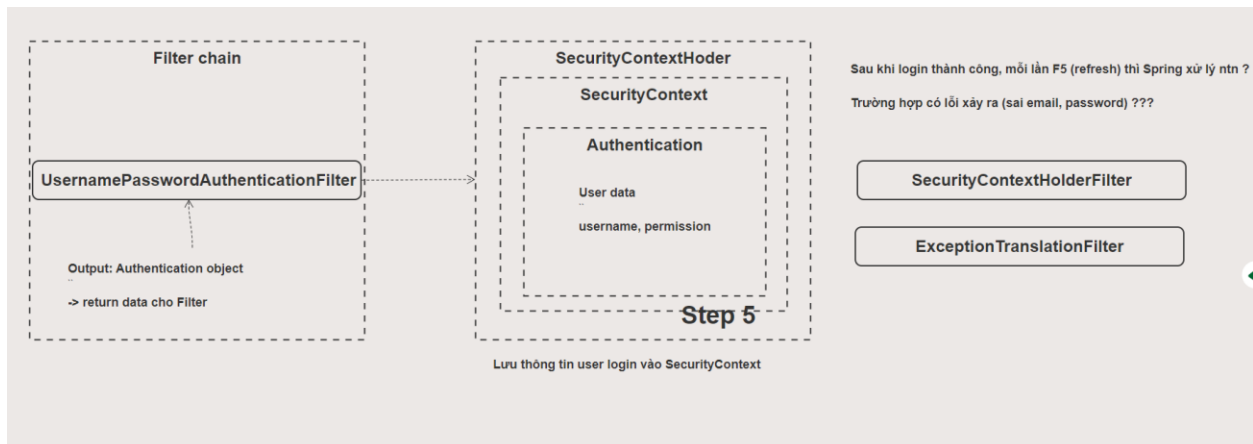 Filter chain
UsernamePasswordAuthenticationFilter
Output: Authentication object
-> return data cho Filter
SecurityContextHoder
SecurityContext
Authentication
User data
username, permission
Step 5
Lưu thông tin user login vào SecurityContext
Sau khi login thành công, mỗi lần F5 (refresh) thì Spring xử lý ntn ?
Trường hợp có lỗi xảy ra (sai email, password) ???
SecurityContextHolderFilter
ExceptionTranslationFilter